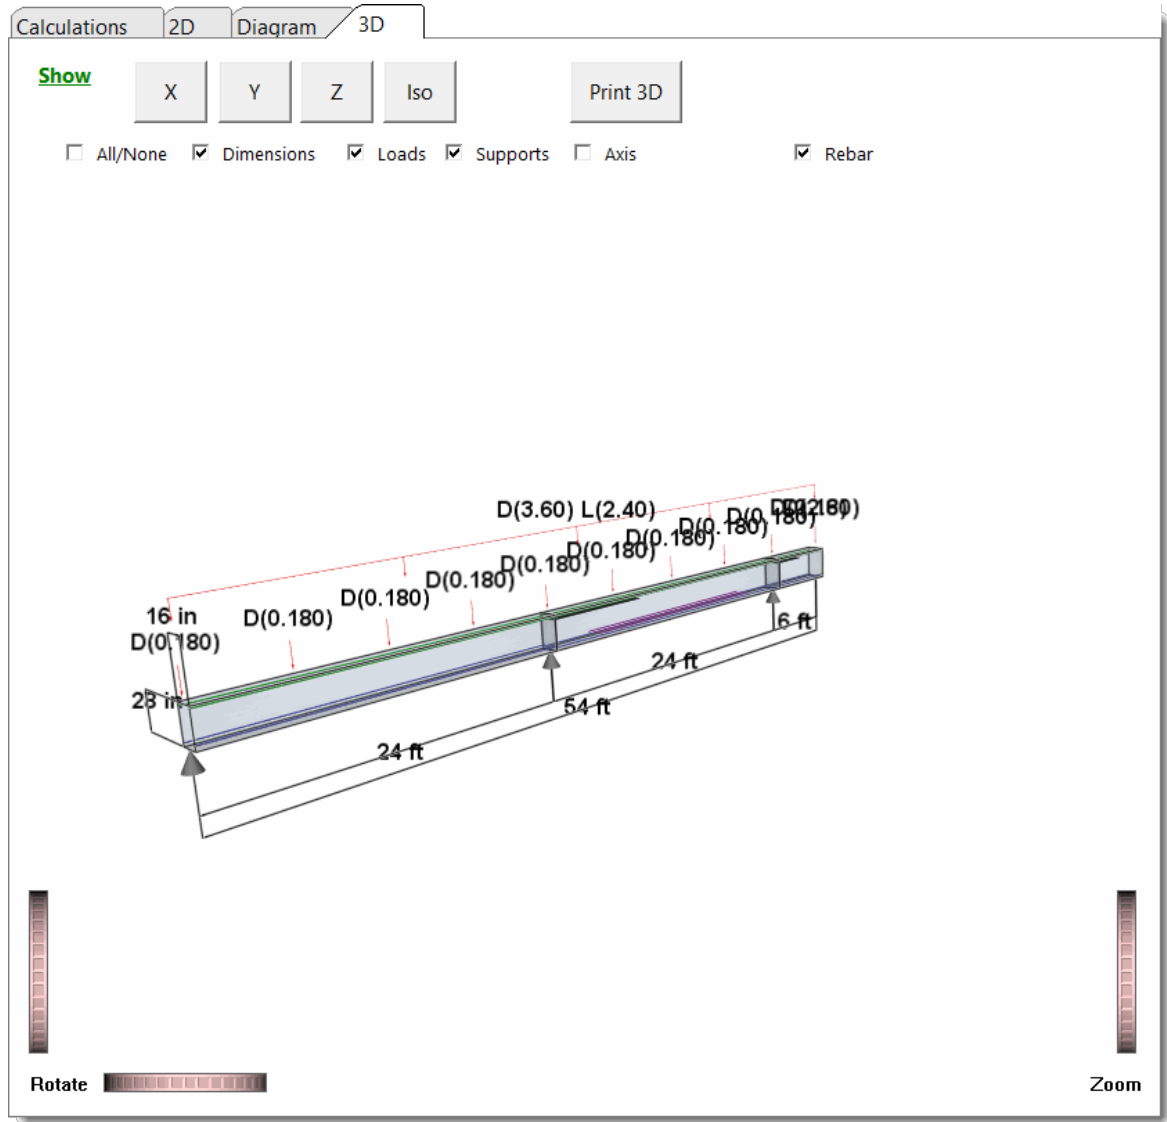 Calculations 2D Diagram 3D
Show X Y Z Iso Print 3D
All/None Dimensions Loads Supports Axis Rebar
D(3.60) L(2.40)
D(0.180)
D(0.180)
D(0.180)
D(0.180)
D(0.180)
D(0.180)
D(0.180)
D(0.180)
16 in
D(0.180)
6 ft
24 ft
54 ft
24 ft
Rotate
Zoom